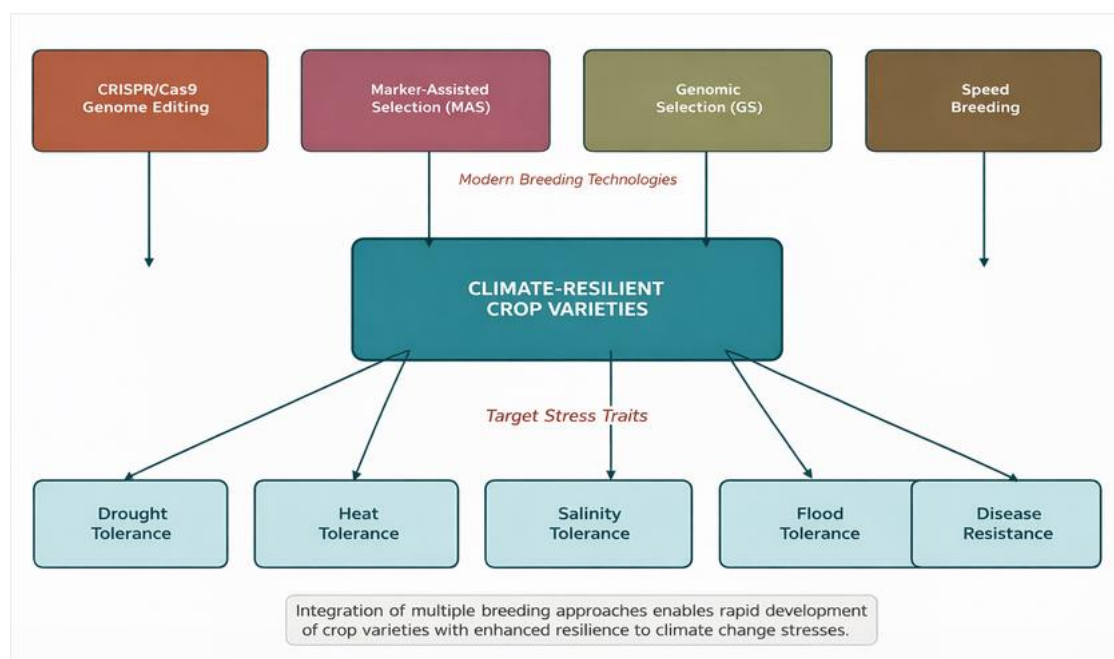 CRISPR/Cas9
Genome Editing
Marker-Assisted
Selection (MAS)
Genomic
Selection (GS)
Speed
Breeding
Modern Breeding Technologies
CLIMATE-RESILIENT
CROP VARIETIES
Target Stress Traits
Drought
Tolerance
Heat
Tolerance
Salinity
Tolerance
Flood
Tolerance
Disease
Resistance
Integration of multiple breeding approaches enables rapid development
of crop varieties with enhanced resilience to climate change stresses.